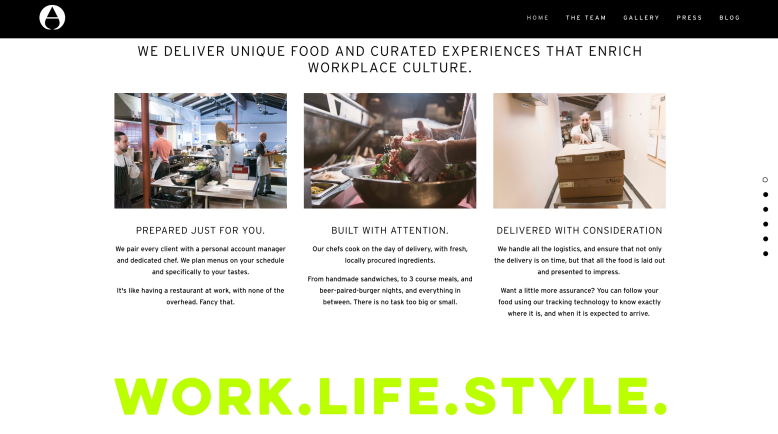 HOME THE TEAM GALLERY PRESS BLOG
WE DELIVER UNIQUE FOOD AND CURATED EXPERIENCES THAT ENRICH
WORKPLACE CULTURE.
PREPARED JUST FOR YOU.
We pair every client with a personal account manager
and dedicated chef. We plan menus on your schedule
and specifically to your tastes.
It's like having a restaurant at work, with none of the
overhead. Fancy that.
BUILT WITH ATTENTION.
Our chefs cook on the day of delivery, with fresh,
locally procured ingredients.
From handmade sandwiches, to 3 course meals, and
beer-paired-burger nights, and everything in
between. There is no task too big or small.
DELIVERED WITH CONSIDERATION
We handle all the logistics, and ensure that not only
the delivery is on time, but that all the food is laid out
and presented to impress.
Want a little more assurance? You can follow your
food using our tracking technology to know exactly
where it is, and when it is expected to arrive.
WORK.LIFE.STYLE.